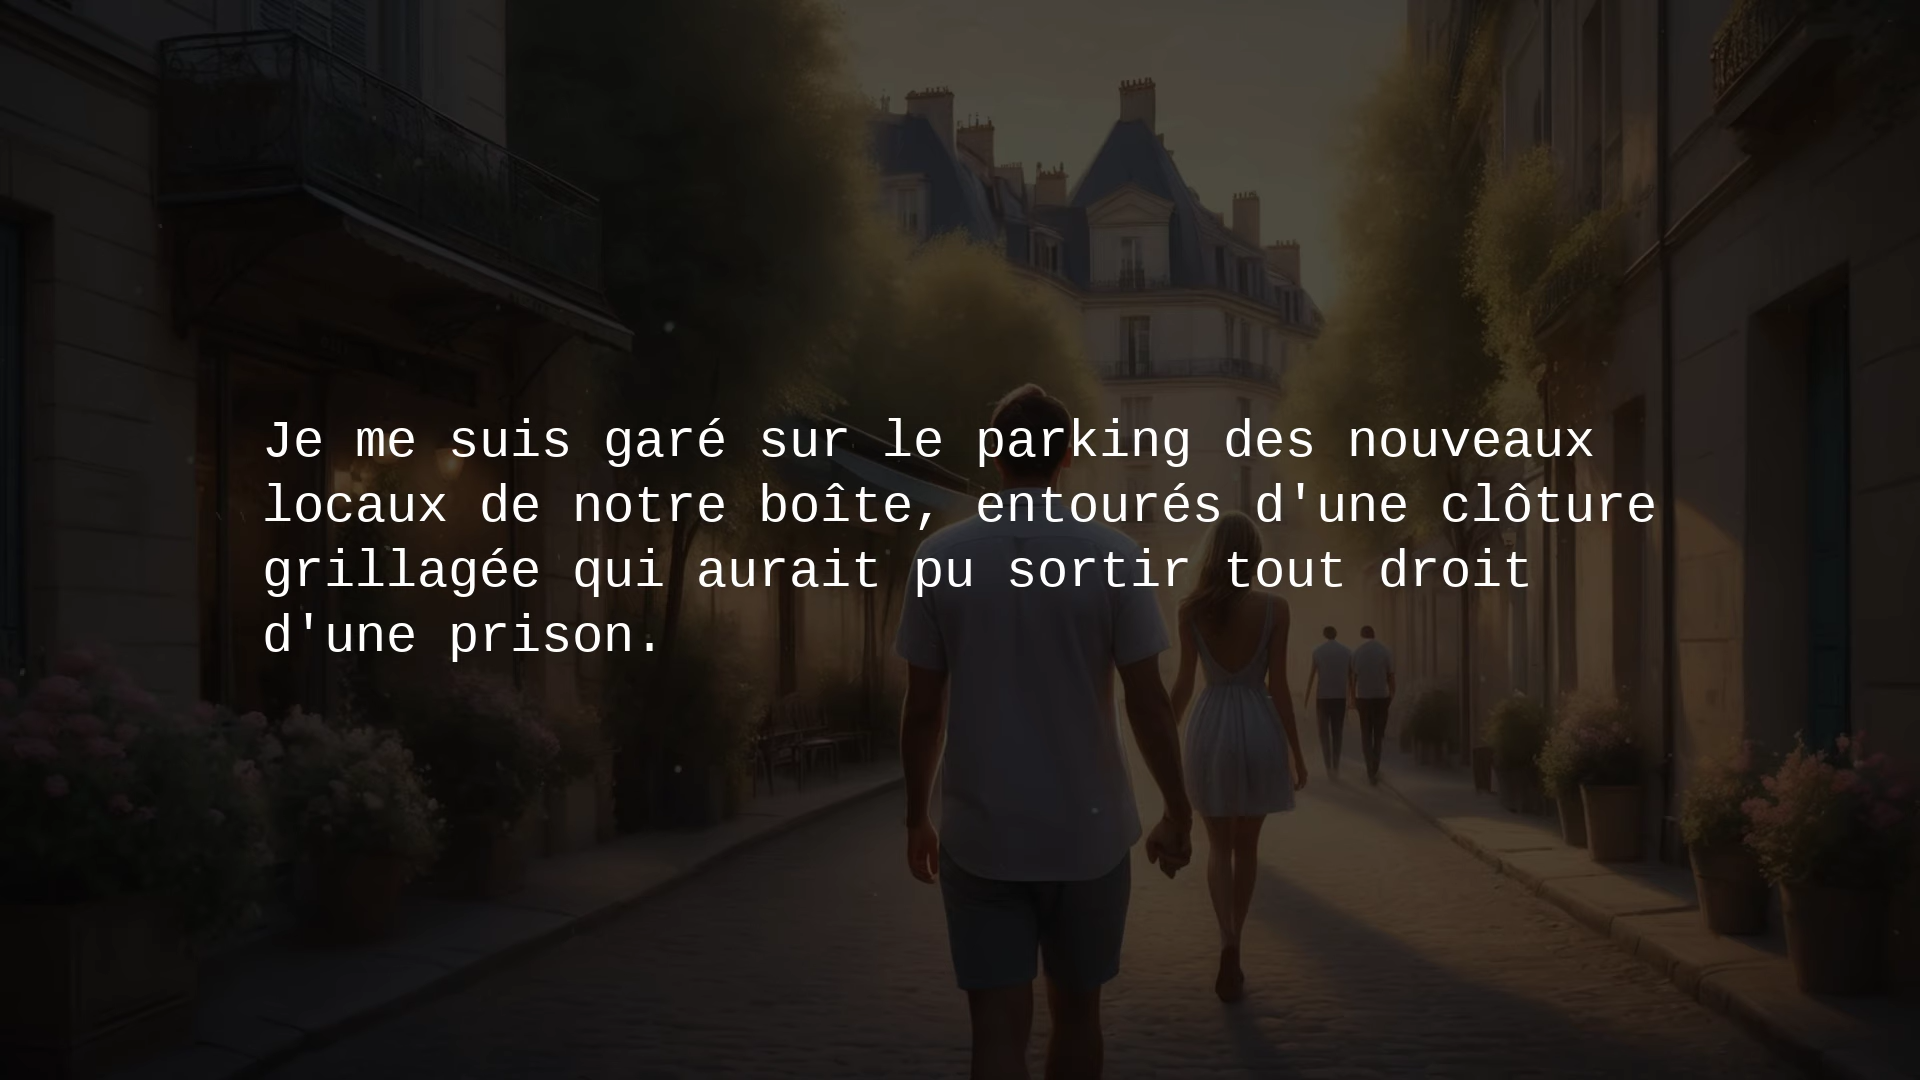 Je me suis garé sur le parking des nouveaux
locaux de notre boîte, entourés d'une clôture
grillagée qui aurait pu sortir tout droit
d'une prison.